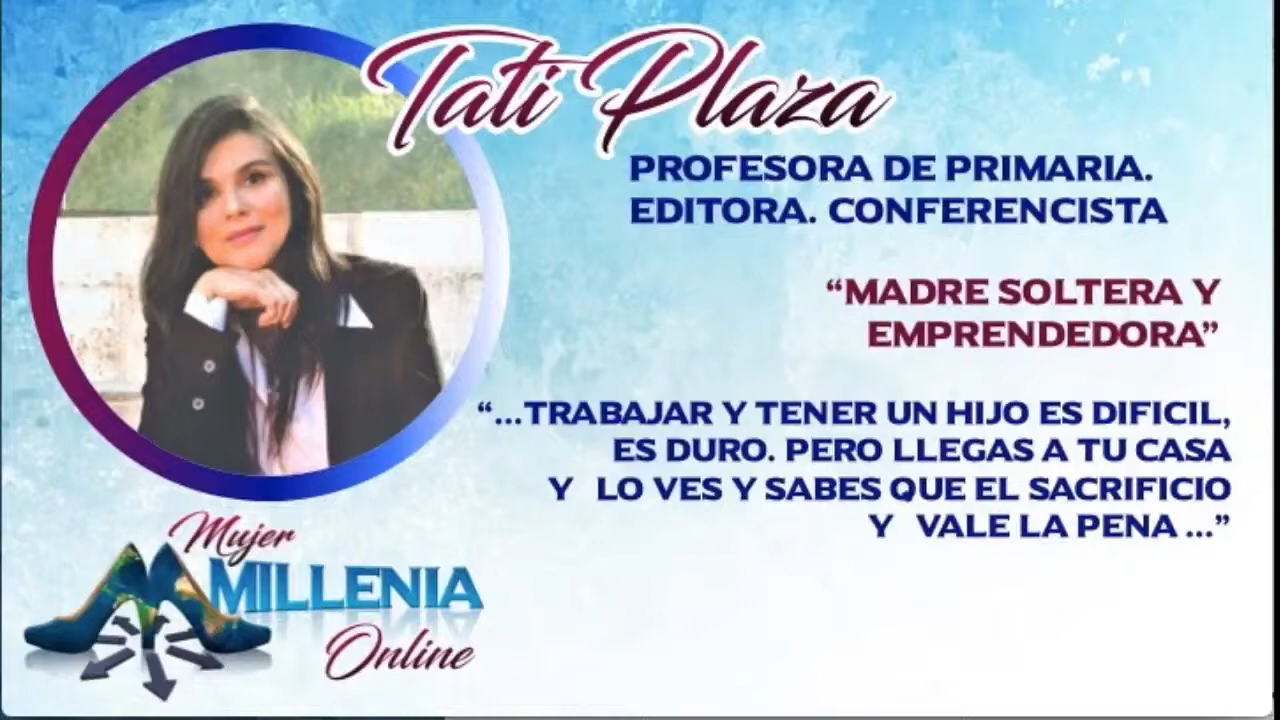 Tati Plaza
PROFESORA DE PRIMARIA.
EDITORA. CONFERENCISTA
“MADRE SOLTERA Y
EMPRENDEDORA”
“...TRABAJAR Y TENER UN HIJO ES DIFICIL,
ES DURO. PERO LLEGAS A TU CASA
Y LO VES Y SABES QUE EL SACRIFICIO
Y VALE LA PENA ...”
Mujer
MILLENIA
Online